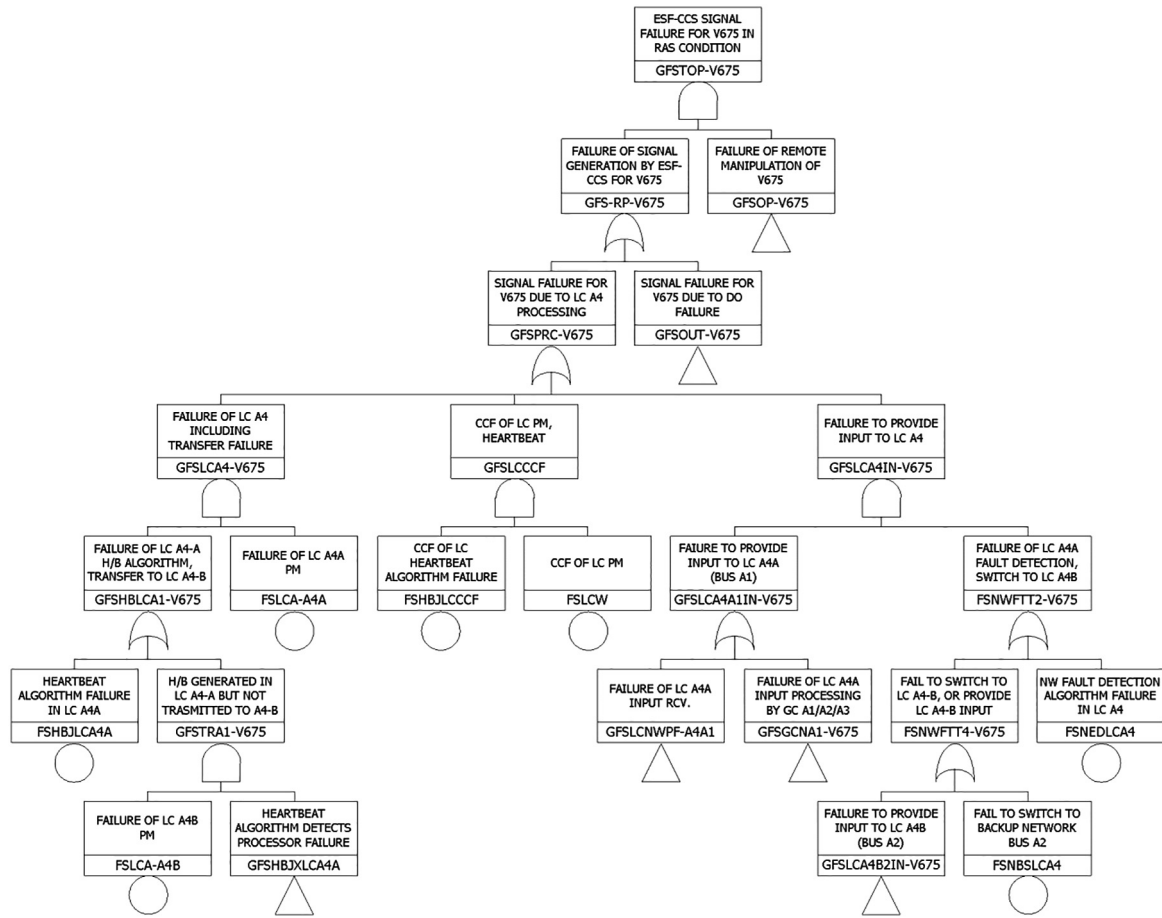 ESF-CCS SIGNAL
FAILURE FOR V675 IN
RAS CONDITION
GFSTOP-V675
FAILURE OF SIGNAL
GENERATION BY ESF-
CCS FOR V675
GFS-RP-V675
FAILURE OF REMOTE
MANIPULATION OF
V675
GFSOP-V675
SIGNAL FAILURE FOR
V675 DUE TO LC A4
PROCESSING
GFSPRC-V675
SIGNAL FAILURE FOR
V675 DUE TO DO
FAILURE
GFSOUT-V675
FAILURE OF LC A4
INCLUDING
TRANSFER FAILURE
GFSLCA4-V675
CCF OF LC PM,
HEARTBEAT
GFSLCCCF
FAILURE TO PROVIDE
INPUT TO LC A4
GFSLCA4IN-V675
FAILURE OF LC A4-A
H/B ALGORITHM,
TRANSFER TO LC A4-B
GFSHBLCA1-V675
FAILURE OF LC A4A
PM
FSLCA-A4A
CCF OF LC
HEARTBEAT
ALGORITHM FAILURE
FSHBJLCCCF
CCF OF LC PM
FSLCW
FAILURE TO PROVIDE
INPUT TO LC A4A
(BUS A1)
GFSLCA4A1IN-V675
FAILURE OF LC A4A
FAULT DETECTION,
SWITCH TO LC A4B
FSNWFTT2-V675
HEARTBEAT
ALGORITHM FAILURE
IN LC A4A
FSHBJLCA4A
H/B GENERATED IN
LC A4-A BUT NOT
TRASMITTED TO A4-B
GFSTRA1-V675
FAILURE OF LC A4A
INPUT RCV.
GFSLCNWPF-A4A1
FAILURE OF LC A4A
INPUT PROCESSING
BY GC A1/A2/A3
GFSGCNA1-V675
FAIL TO SWITCH TO
LC A4-B, OR PROVIDE
LC A4-B INPUT
FSNWFTT4-V675
NW FAULT DETECTION
ALGORITHM FAILURE
IN LC A4
FSNEDLCA4
FAILURE OF LC A4B
PM
FSLCA-A4B
HEARTBEAT
ALGORITHM DETECTS
PROCESSOR FAILURE
GFSHBJXLCA4A
FAILURE TO PROVIDE
INPUT TO LC A4B
(BUS A2)
GFSLCA4B2IN-V675
FAIL TO SWITCH TO
BACKUP NETWORK
BUS A2
FSNBSLCA4